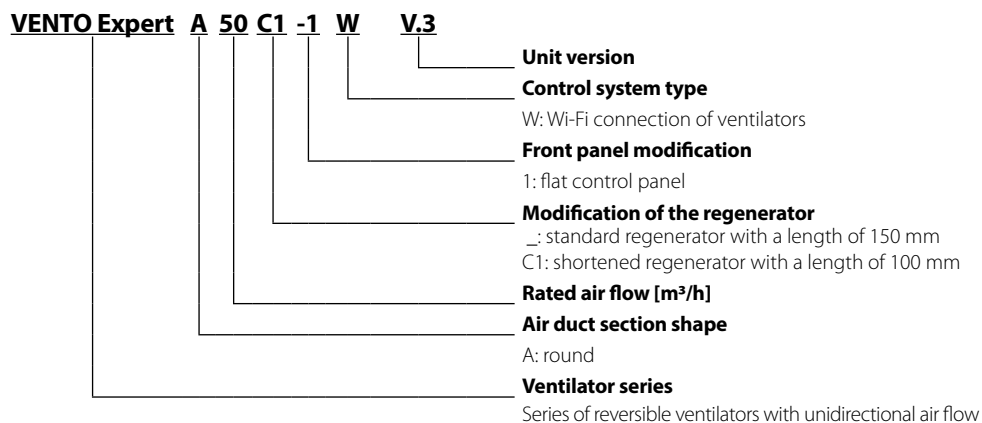 VENTO Expert A 50 C1 -1 W V.3
Unit version
Control system type
W: Wi-Fi connection of ventilators
Front panel modification
1: flat control panel
Modification of the regenerator
_: standard regenerator with a length of 150 mm
C1: shortened regenerator with a length of 100 mm
Rated air flow [m³/h]
Air duct section shape
A: round
Ventilator series
Series of reversible ventilators with unidirectional air flow